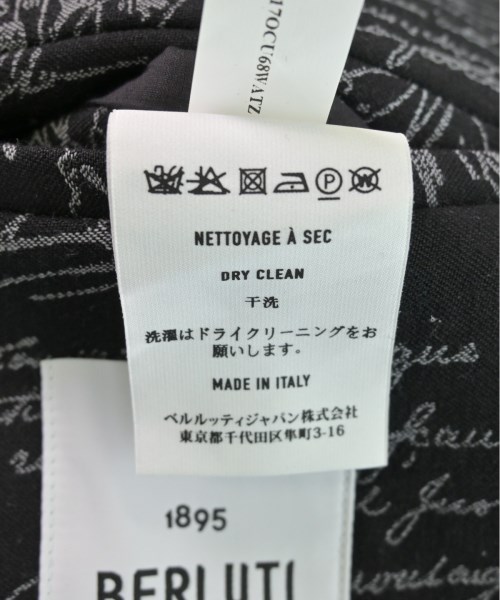 17OCU68WATZ
NETTOYAGE À SEC
DRY CLEAN
干洗
洗濯はドライクリーニングをお
願いします。
MADE IN ITALY
ベルルッティジャパン株式会社
東京都千代田区隼町3-16
1895
BERLUTI